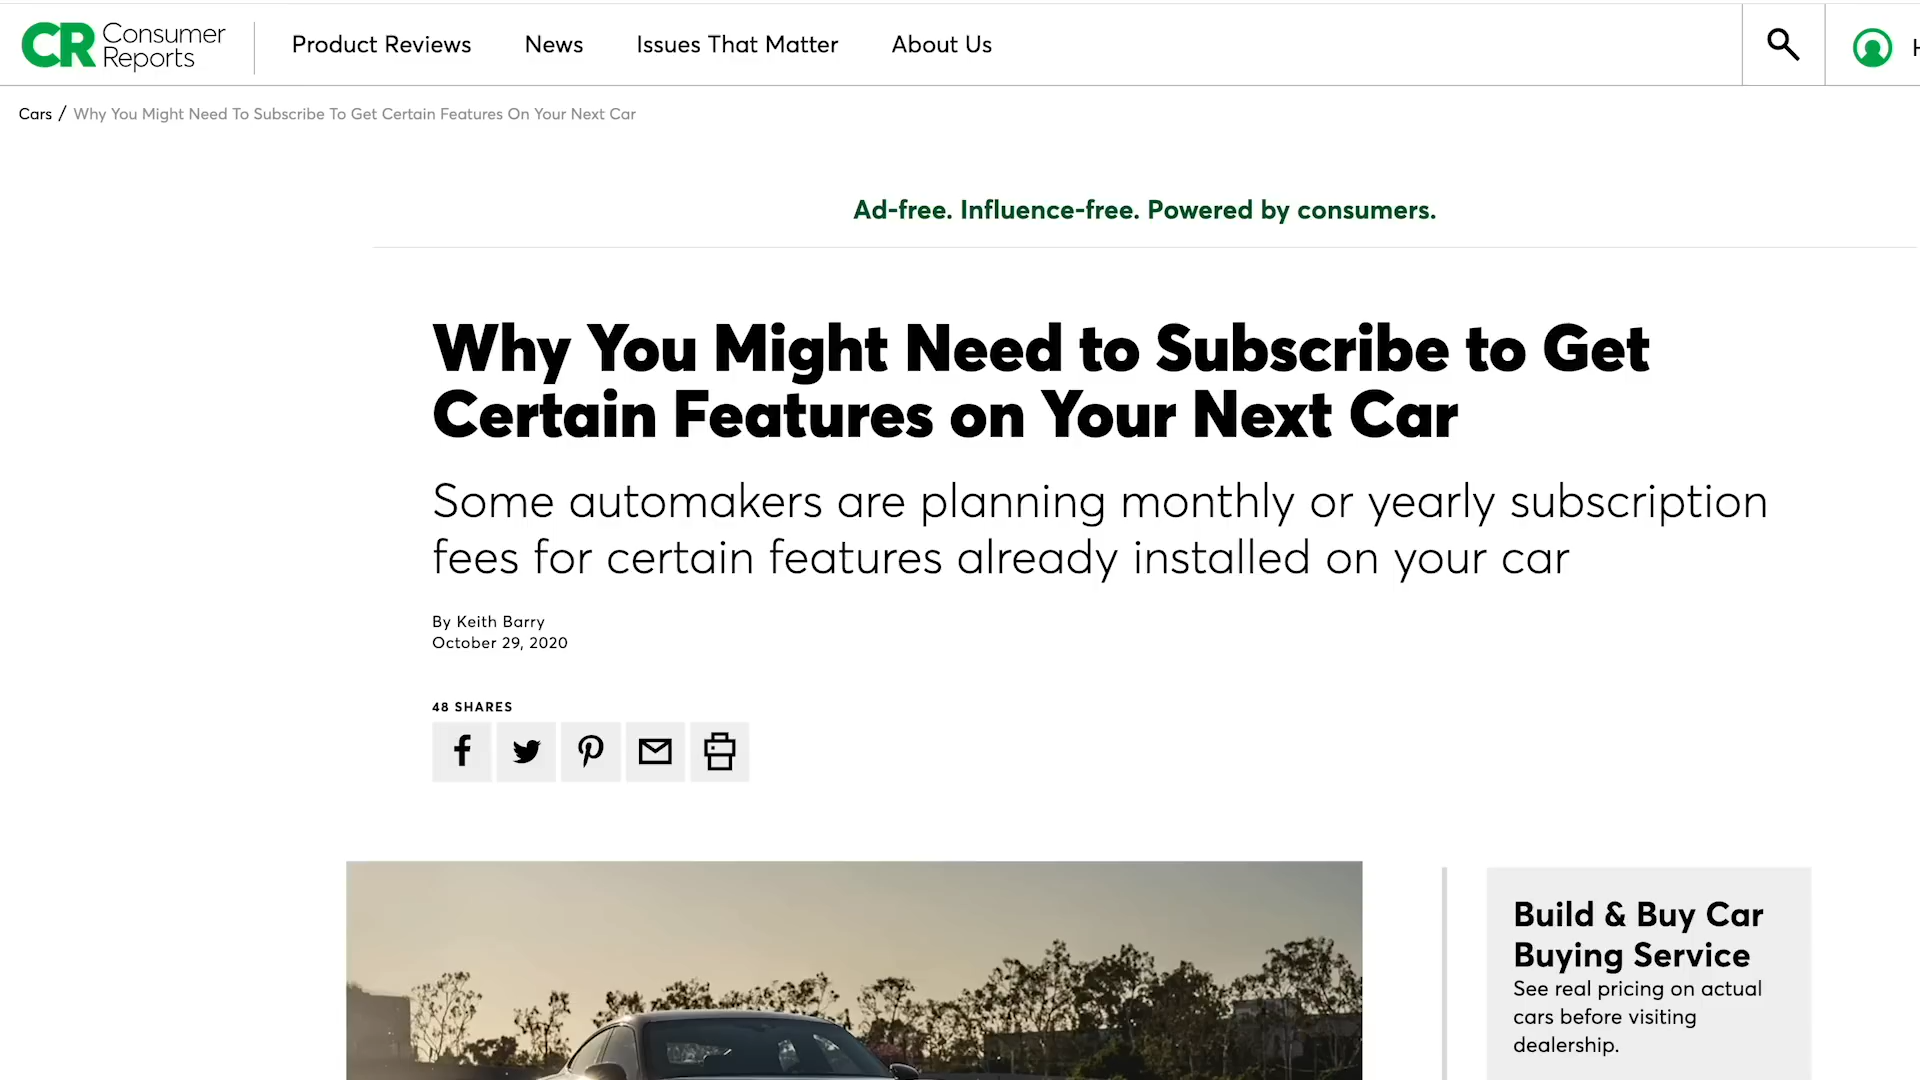 CR Consumer Reports
Product Reviews
News
Issues That Matter
About Us
H
Cars / Why You Might Need To Subscribe To Get Certain Features On Your Next Car
Ad-free. Influence-free. Powered by consumers.
Why You Might Need to Subscribe to Get
Certain Features on Your Next Car
Some automakers are planning monthly or yearly subscription
fees for certain features already installed on your car
By Keith Barry
October 29, 2020
48 SHARES
Build & Buy Car
Buying Service
See real pricing on actual
cars before visiting
dealership.